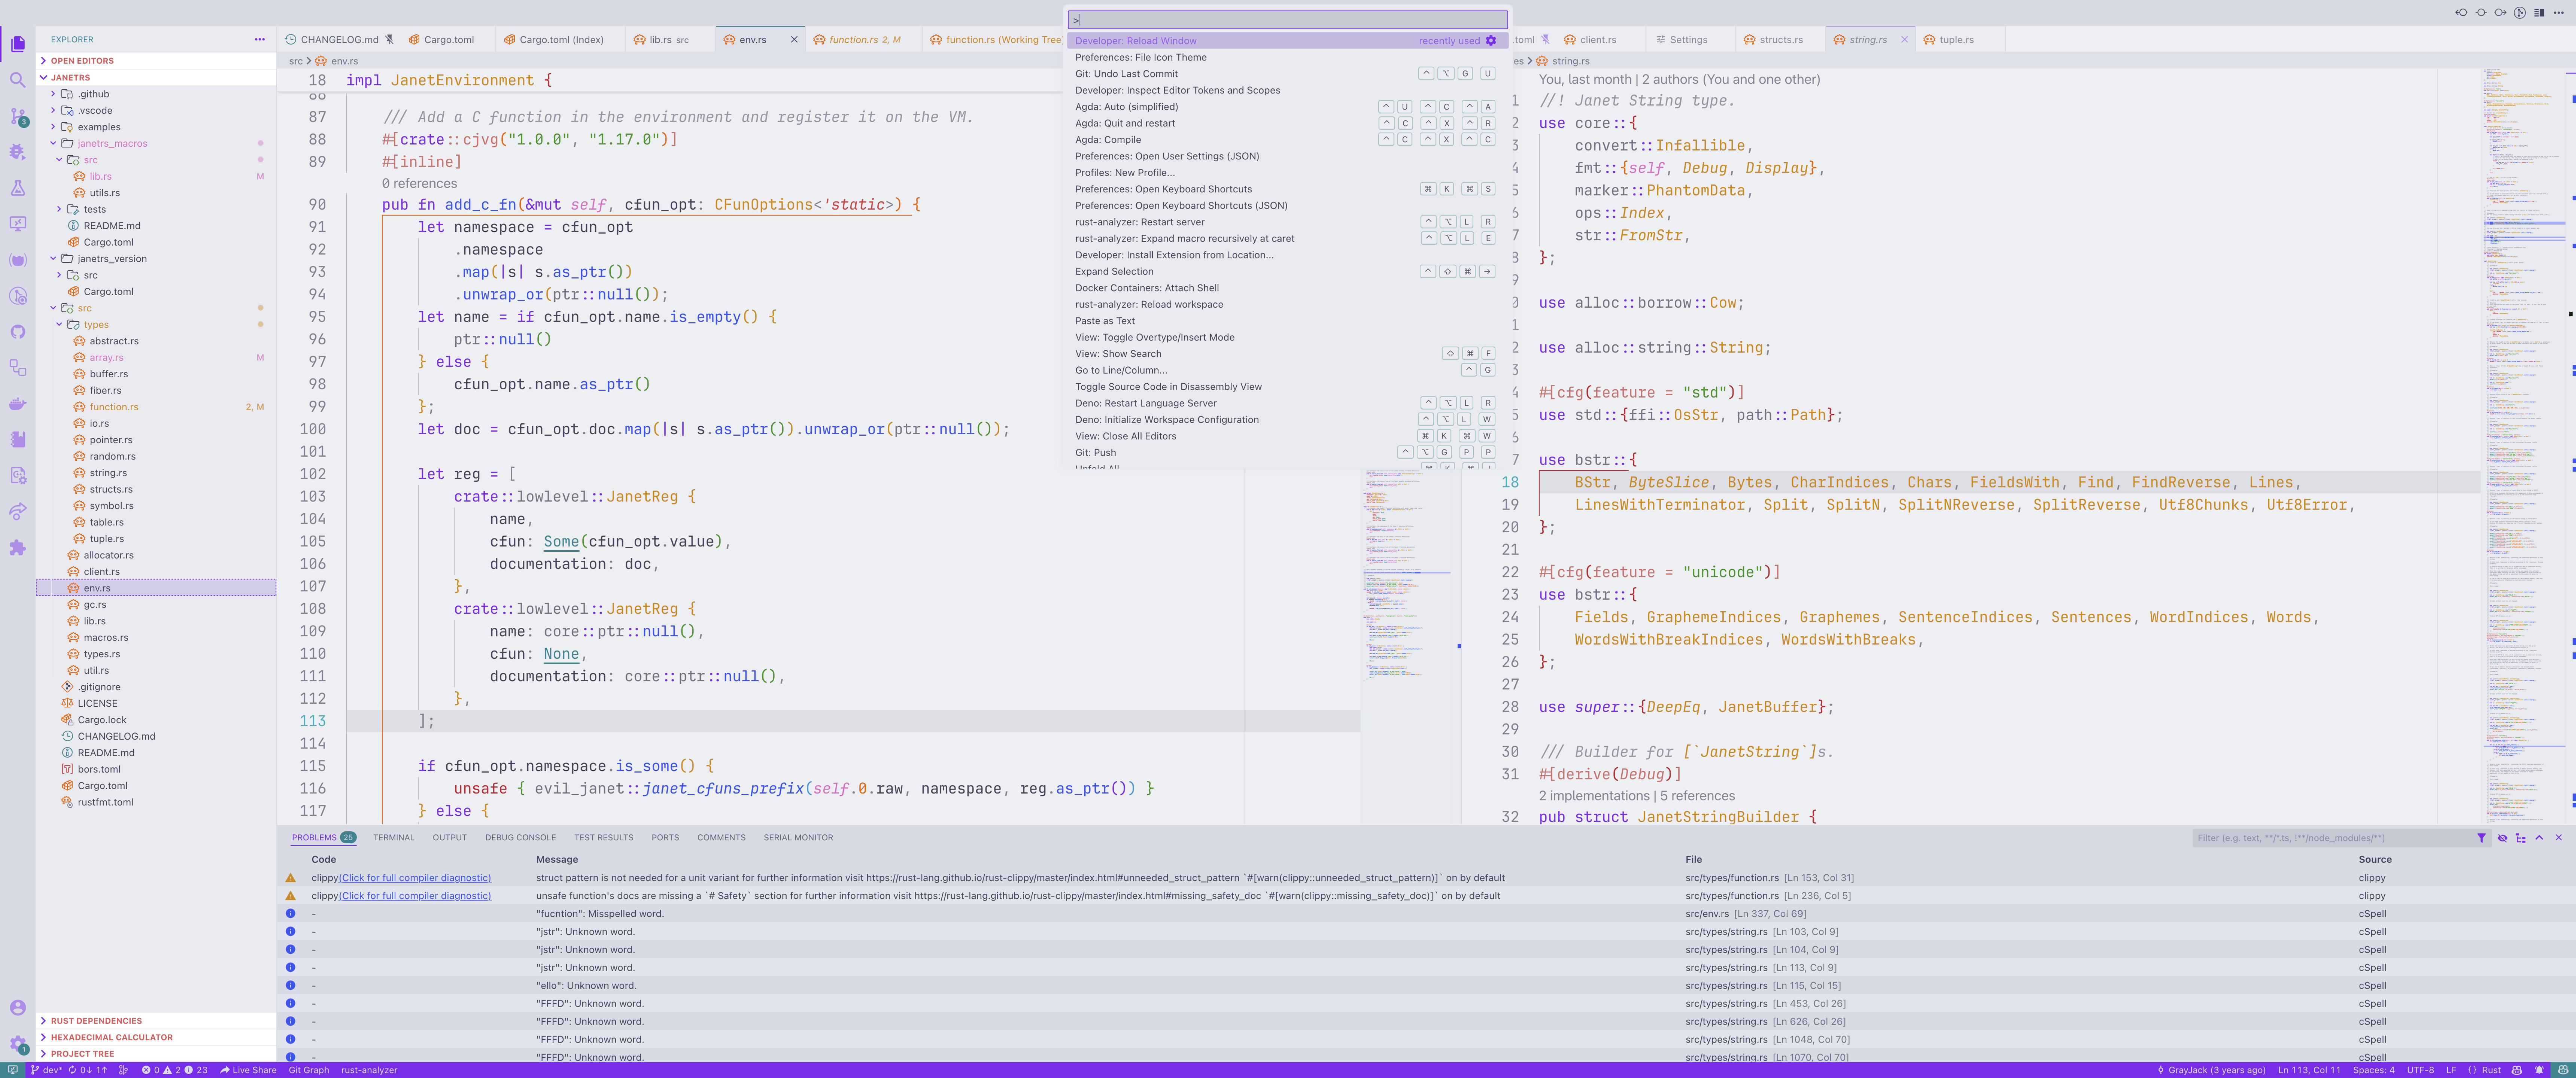 >
EXPLORER
OPEN EDITORS
JANETRS
.github
.vscode
examples
janetrs_macros
src
lib.rs M
utils.rs
tests
README.md
Cargo.toml
janetrs_version
src
Cargo.toml
src
types
abstract.rs
array.rs M
buffer.rs
fiber.rs
function.rs 2, M
io.rs
pointer.rs
random.rs
string.rs
structs.rs
symbol.rs
table.rs
tuple.rs
allocator.rs
client.rs
env.rs
gc.rs
lib.rs
macros.rs
types.rs
util.rs
.gitignore
LICENSE
Cargo.lock
CHANGELOG.md
README.md
bors.toml
Cargo.toml
rustfmt.toml
RUST DEPENDENCIES
HEXADECIMAL CALCULATOR
PROJECT TREE
3
1
CHANGELOG.md Cargo.toml Cargo.toml (Index) lib.rs src env.rs function.rs 2, M function.rs (Working Tree)
src > env.rs
18 impl JanetEnvironment {
86
87 /// Add a C function in the environment and register it on the VM.
88 #[crate::cjvg("1.0.0", "1.17.0")]
89 #[inline]
0 references
90 pub fn add_c_fn(&mut self, cfun_opt: CFunOptions<'static>) {
91 let namespace = cfun_opt
92 .namespace
93 .map(|s| s.as_ptr())
94 .unwrap_or(ptr::null());
95 let name = if cfun_opt.name.is_empty() {
96 ptr::null()
97 } else {
98 cfun_opt.name.as_ptr()
99 };
100 let doc = cfun_opt.doc.map(|s| s.as_ptr()).unwrap_or(ptr::null());
101
102 let reg = [
103 crate::lowlevel::JanetReg {
104 name,
105 cfun: Some(cfun_opt.value),
106 documentation: doc,
107 },
108 crate::lowlevel::JanetReg {
109 name: core::ptr::null(),
110 cfun: None,
111 documentation: core::ptr::null(),
112 },
113 ];
114
115 if cfun_opt.namespace.is_some() {
116 unsafe { evil_janet::janet_cfuns_prefix(self.0.raw, namespace, reg.as_ptr()) }
117 } else {
Developer: Reload Window recently used
Preferences: File Icon Theme
Git: Undo Last Commit ⌃ ⌥ G U
Developer: Inspect Editor Tokens and Scopes
Agda: Auto (simplified) ⌃ U ⌃ C ⌃ A
Agda: Quit and restart ⌃ C ⌃ X ⌃ R
Agda: Compile ⌃ C ⌃ X ⌃ C
Preferences: Open User Settings (JSON)
Profiles: New Profile...
Preferences: Open Keyboard Shortcuts ⌘ K ⌘ S
Preferences: Open Keyboard Shortcuts (JSON)
rust-analyzer: Restart server ⌃ ⌥ L R
rust-analyzer: Expand macro recursively at caret ⌃ ⌥ L E
Developer: Install Extension from Location...
Expand Selection ⌃ ⇧ ⌘ →
Docker Containers: Attach Shell
rust-analyzer: Reload workspace
Paste as Text
View: Toggle Overtype/Insert Mode
View: Show Search ⇧ ⌘ F
Go to Line/Column... ⌃ G
Toggle Source Code in Disassembly View
Deno: Restart Language Server ⌃ ⌥ L R
Deno: Initialize Workspace Configuration ⌃ ⌥ L W
View: Close All Editors ⌘ K ⌘ W
Git: Push ⌃ ⌥ G P P
Unfold All ⌘ K ⌘ J
.toml client.rs Settings structs.rs string.rs tuple.rs
es > string.rs
You, last month | 2 authors (You and one other)
1 //! Janet String type.
2 use core::{
3 convert::Infallible,
4 fmt::{self, Debug, Display},
5 marker::PhantomData,
6 ops::Index,
7 str::FromStr,
8 };
9
0 use alloc::borrow::Cow;
1
2 use alloc::string::String;
3
4 #[cfg(feature = "std")]
5 use std::{ffi::OsStr, path::Path};
6
7 use bstr::{
18 BStr, ByteSlice, Bytes, CharIndices, Chars, FieldsWith, Find, FindReverse, Lines,
19 LinesWithTerminator, Split, SplitN, SplitNReverse, SplitReverse, Utf8Chunks, Utf8Error,
20 };
21
22 #[cfg(feature = "unicode")]
23 use bstr::{
24 Fields, GraphemeIndices, Graphemes, SentenceIndices, Sentences, WordIndices, Words,
25 WordsWithBreakIndices, WordsWithBreaks,
26 };
27
28 use super::{DeepEq, JanetBuffer};
29
30 /// Builder for [`JanetString`]s.
31 #[derive(Debug)]
2 implementations | 5 references
32 pub struct JanetStringBuilder {
PROBLEMS 25 TERMINAL OUTPUT DEBUG CONSOLE TEST RESULTS PORTS COMMENTS SERIAL MONITOR Filter (e.g. text, **/*.ts, !**/node_modules/**)
Code Message File Source
clippy(Click for full compiler diagnostic) struct pattern is not needed for a unit variant for further information visit https://rust-lang.github.io/rust-clippy/master/index.html#unneeded_struct_pattern `#[warn(clippy::unneeded_struct_pattern)]` on by default src/types/function.rs [Ln 153, Col 31] clippy
clippy(Click for full compiler diagnostic) unsafe function's docs are missing a `# Safety` section for further information visit https://rust-lang.github.io/rust-clippy/master/index.html#missing_safety_doc `#[warn(clippy::missing_safety_doc)]` on by default src/types/function.rs [Ln 236, Col 5] clippy
- "fucntion": Misspelled word. src/env.rs [Ln 337, Col 69] cSpell
- "jstr": Unknown word. src/types/string.rs [Ln 103, Col 9] cSpell
- "jstr": Unknown word. src/types/string.rs [Ln 104, Col 9] cSpell
- "jstr": Unknown word. src/types/string.rs [Ln 113, Col 9] cSpell
- "ello": Unknown word. src/types/string.rs [Ln 115, Col 15] cSpell
- "FFFD": Unknown word. src/types/string.rs [Ln 453, Col 26] cSpell
- "FFFD": Unknown word. src/types/string.rs [Ln 626, Col 26] cSpell
- "FFFD": Unknown word. src/types/string.rs [Ln 1048, Col 70] cSpell
- "FFFD": Unknown word. src/types/string.rs [Ln 1070, Col 70] cSpell
dev* 0↓ 1↑ 0 2 23 Live Share Git Graph rust-analyzer GrayJack (3 years ago) Ln 113, Col 11 Spaces: 4 UTF-8 LF { } Rust